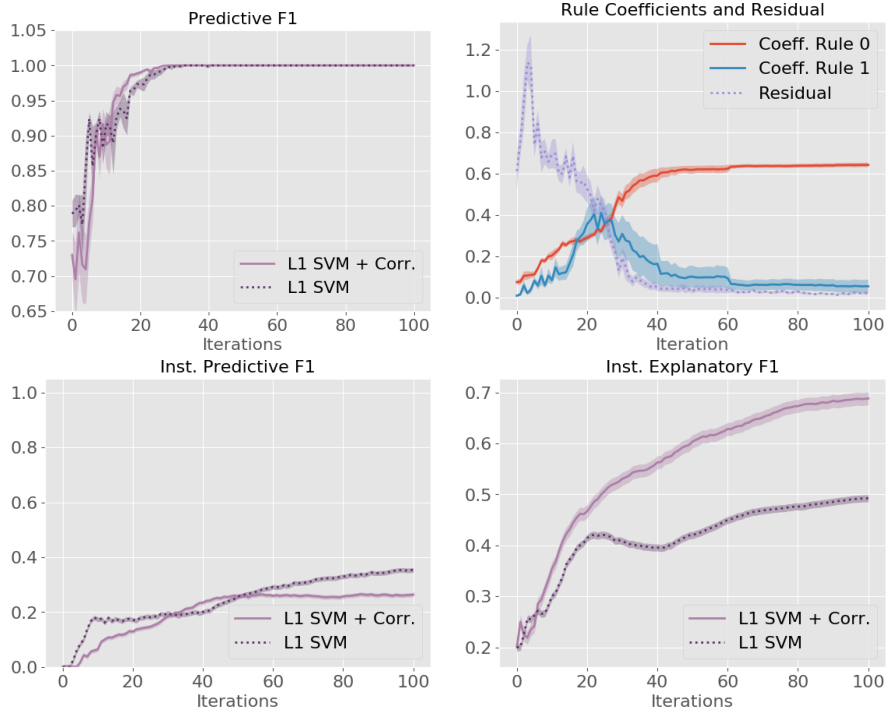 Predictive F1
1.05
1.00
0.95
0.90
0.85
0.80
0.75
0.70
0.65
L1 SVM + Corr.
L1 SVM
0 20 40 60 80 100
Iterations
Rule Coefficients and Residual
1.2
1.0
0.8
0.6
0.4
0.2
0.0
Coeff. Rule 0
Coeff. Rule 1
Residual
0 20 40 60 80 100
Iteration
Inst. Predictive F1
1.0
0.8
0.6
0.4
0.2
0.0
L1 SVM + Corr.
L1 SVM
0 20 40 60 80 100
Iterations
Inst. Explanatory F1
0.7
0.6
0.5
0.4
0.3
0.2
L1 SVM + Corr.
L1 SVM
0 20 40 60 80 100
Iterations